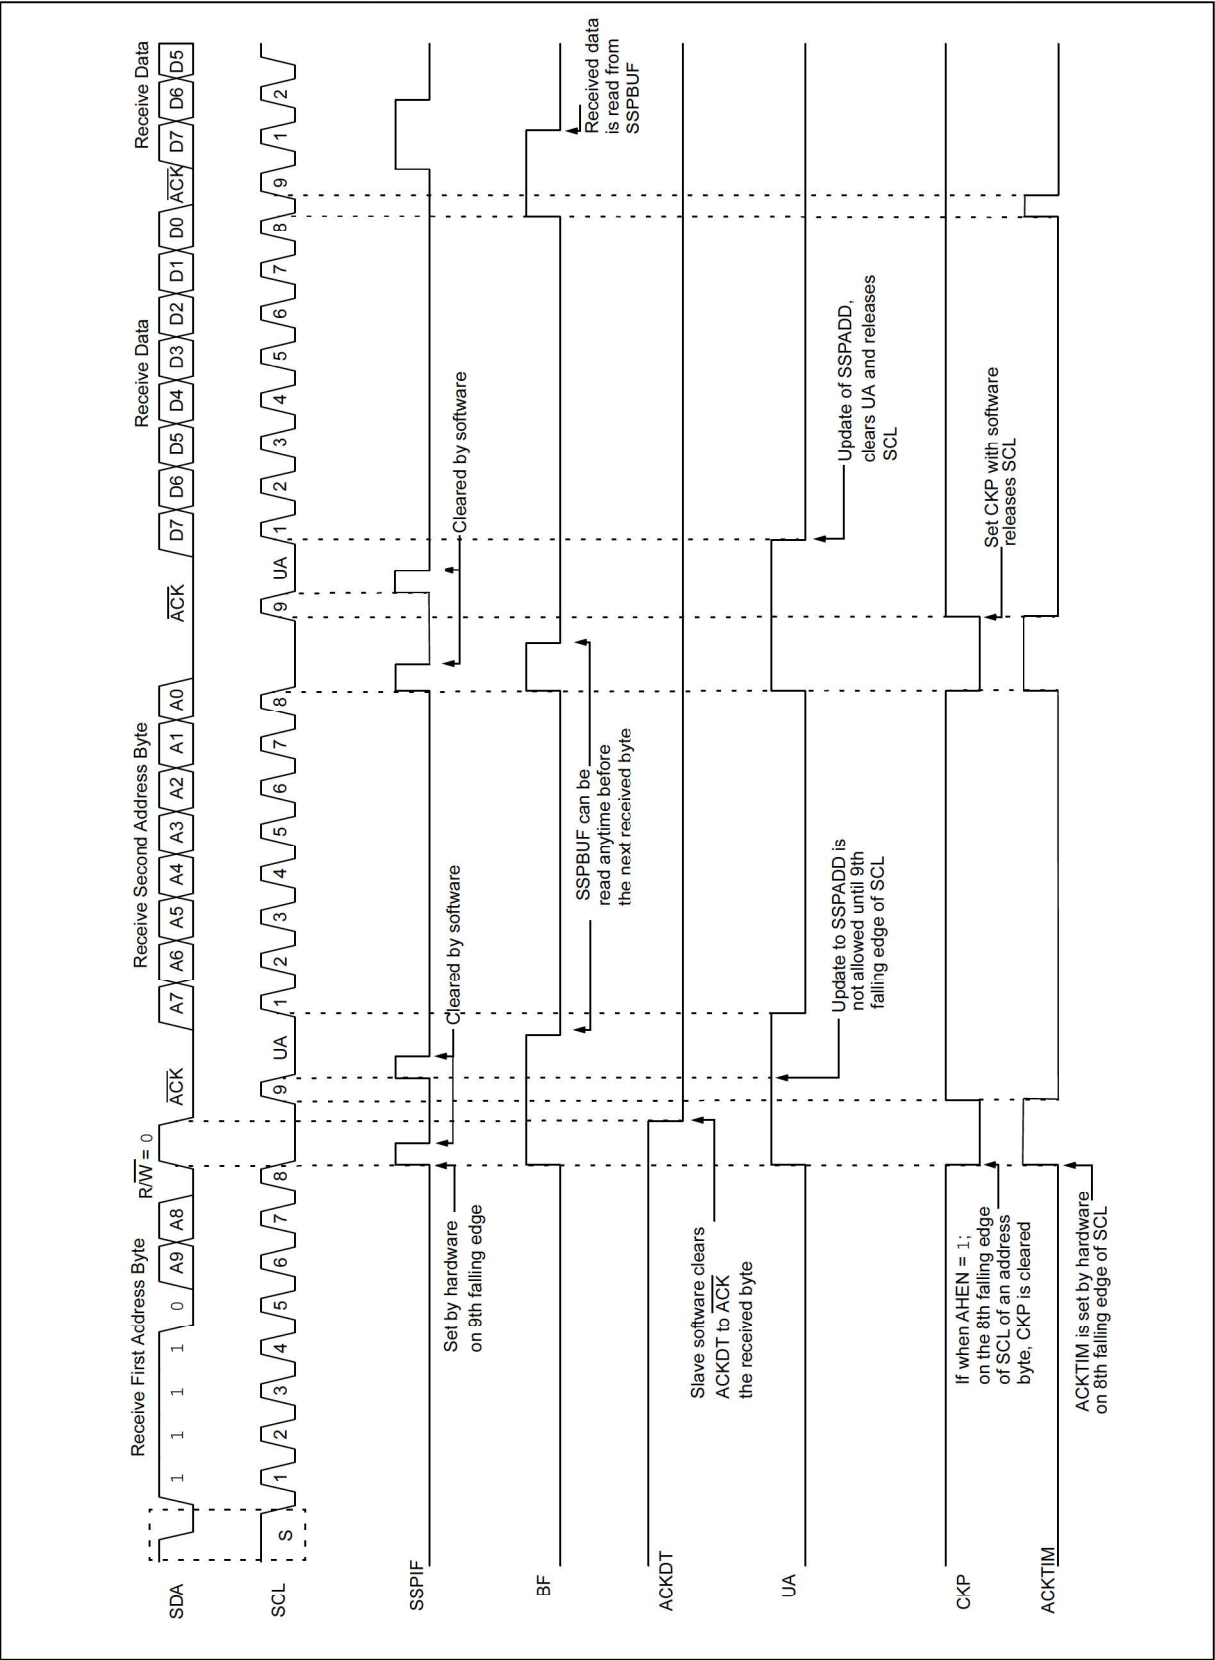 Receive First Address Byte
R/W = 0
Receive Second Address Byte
Receive Data
Receive Data
SDA
1 1 1 1 0 A9 A8
ACK
A7 A6 A5 A4 A3 A2 A1 A0
ACK
D7 D6 D5 D4 D3 D2 D1 D0
ACK
D7 D6 D5
SCL
S
1 2 3 4 5 6 7 8 9 UA 1 2 3 4 5 6 7 8 9 UA 1 2 3 4 5 6 7 8 9 1 2
SSPIF
Set by hardware
on 9th falling edge
Cleared by software
Cleared by software
BF
SSPBUF can be
read anytime before
the next received byte
Received data
is read from
SSPBUF
ACKDT
Slave software clears
ACKDT to ACK
the received byte
UA
Update to SSPADD is
not allowed until 9th
falling edge of SCL
Update of SSPADD,
clears UA and releases
SCL
CKP
If when AHEN = 1;
on the 8th falling edge
of SCL of an address
byte, CKP is cleared
Set CKP with software
releases SCL
ACKTIM
ACKTIM is set by hardware
on 8th falling edge of SCL